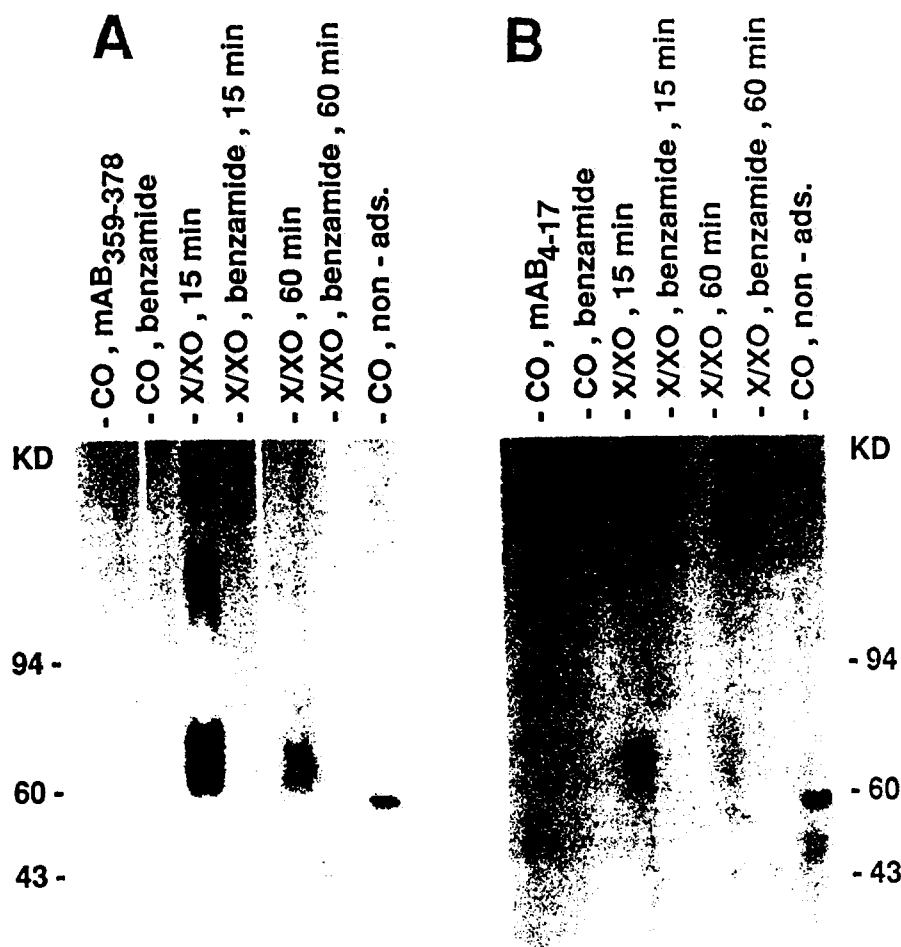 A
- CO , mAB359-378
- CO , benzamide
- X/XO , 15 min
- X/XO , benzamide , 15 min
- X/XO , 60 min
- X/XO , benzamide , 60 min
- CO , non - ads.
KD
94 -
60 -
43 -
B
- CO , mAB4-17
- CO , benzamide
- X/XO , 15 min
- X/XO , benzamide , 15 min
- X/XO , 60 min
- X/XO , benzamide , 60 min
- CO , non - ads.
KD
- 94
- 60
- 43